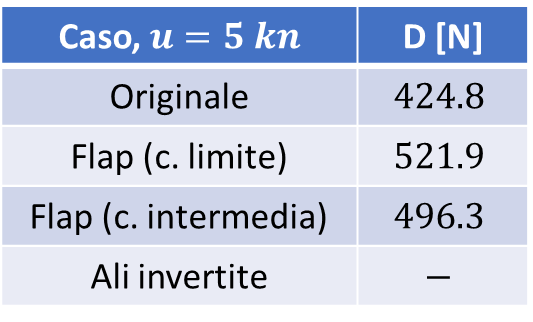 Caso, u = 5 kn D [N]
Originale 424.8
Flap (c. limite) 521.9
Flap (c. intermedia) 496.3
Ali invertite –